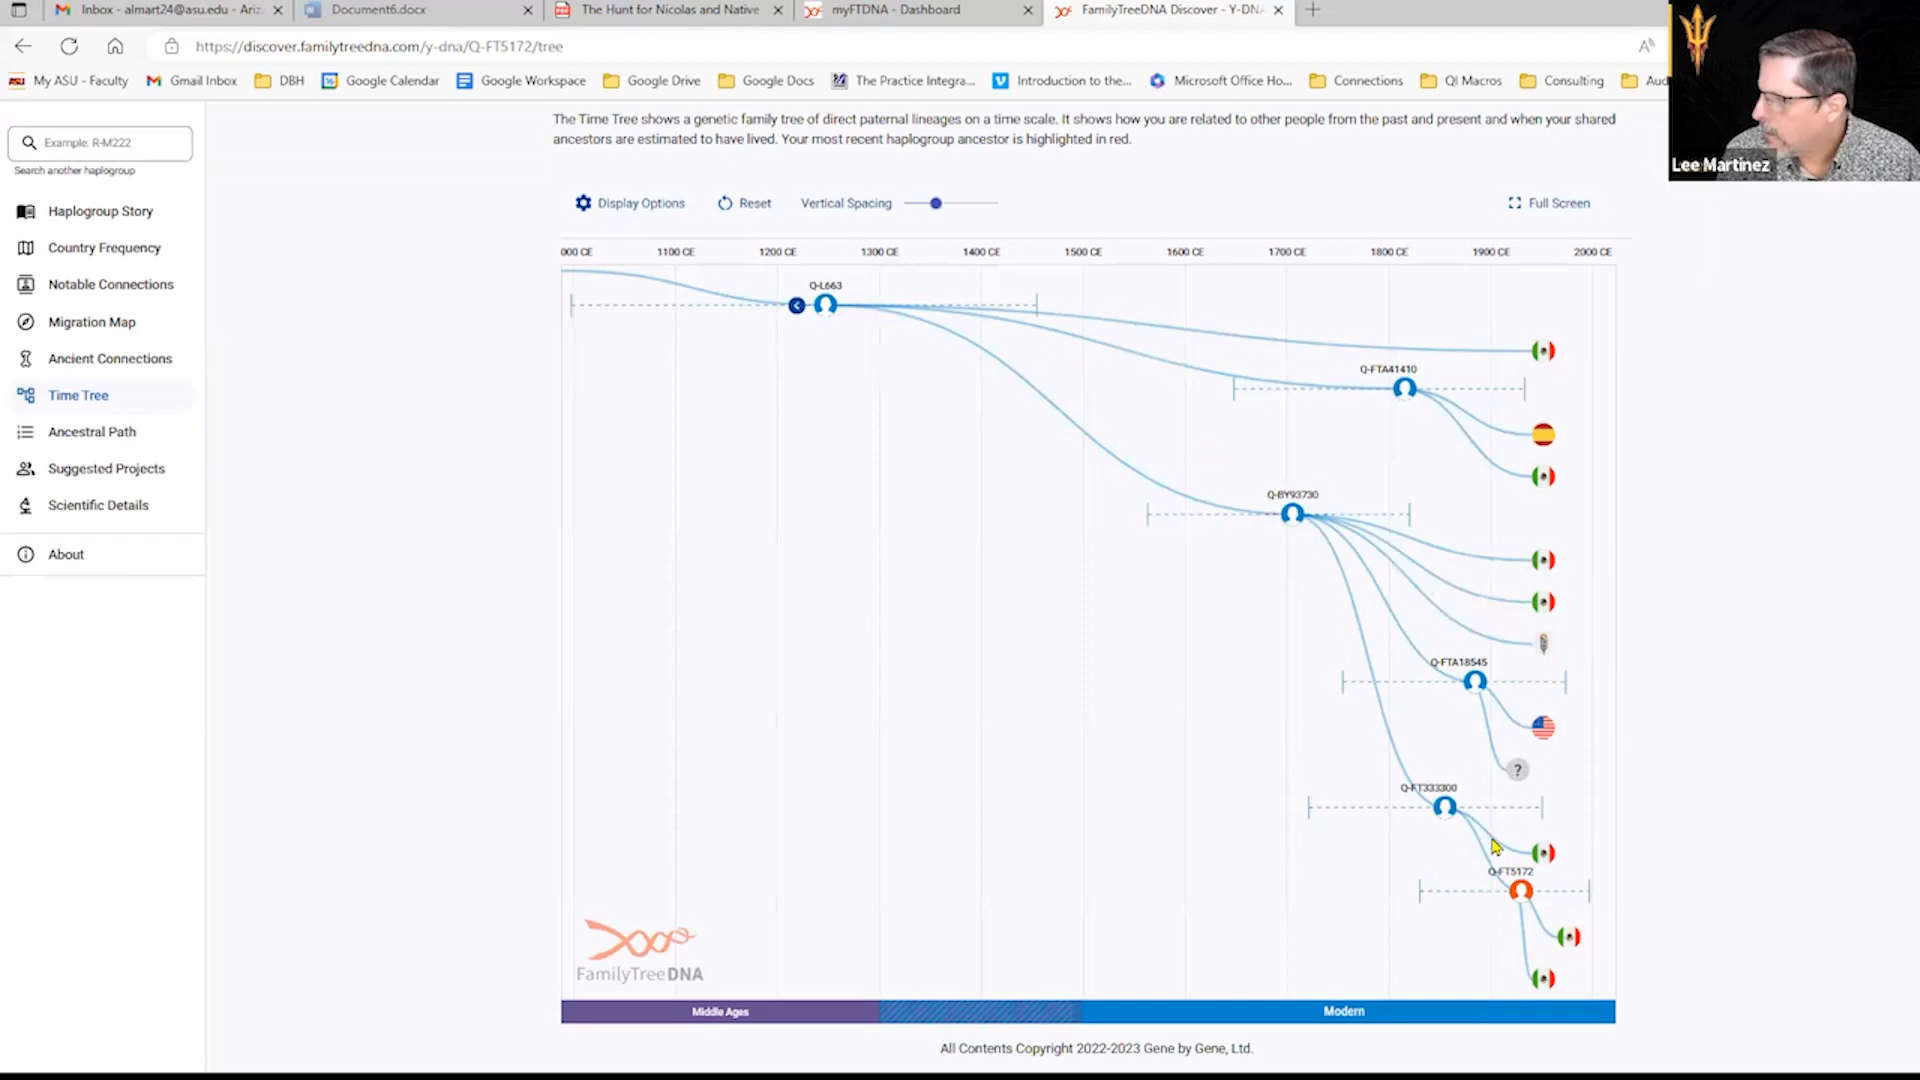 Inbox - almart24@asu.edu - Ariz
Document6.docx
The Hunt for Nicolas and Native
myFTDNA - Dashboard
FamilyTreeDNA Discover - Y-DNA
https://discover.familytreedna.com/y-dna/Q-FT5172/tree
My ASU - Faculty
Gmail Inbox
DBH
Google Calendar
Google Workspace
Google Drive
Google Docs
The Practice Integra...
Introduction to the...
Microsoft Office Ho...
Connections
QI Macros
Consulting
Aud
Lee Martinez
Example: R-M222
Search another haplogroup
Haplogroup Story
Country Frequency
Notable Connections
Migration Map
Ancient Connections
Time Tree
Ancestral Path
Suggested Projects
Scientific Details
About
The Time Tree shows a genetic family tree of direct paternal lineages on a time scale. It shows how you are related to other people from the past and present and when your shared
ancestors are estimated to have lived. Your most recent haplogroup ancestor is highlighted in red.
Display Options
Reset
Vertical Spacing
Full Screen
000 CE 1100 CE 1200 CE 1300 CE 1400 CE 1500 CE 1600 CE 1700 CE 1800 CE 1900 CE 2000 CE
Q-L663
Q-FTA41410
Q-BY93730
Q-FTA18545
?
Q-FT333300
Q-FT5172
FamilyTreeDNA
Middle Ages
Modern
All Contents Copyright 2022-2023 Gene by Gene, Ltd.